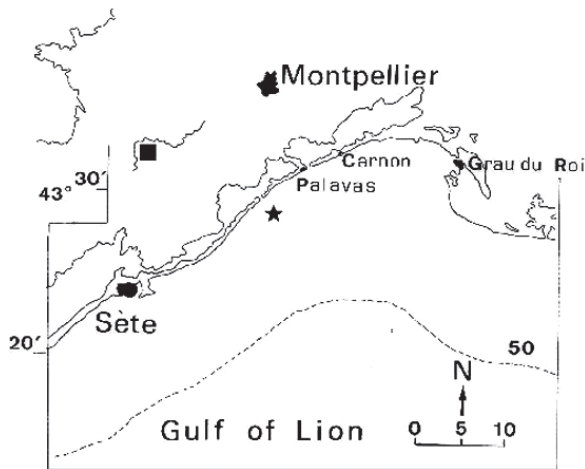 Montpellier
Carnon
Grau du Roi
43° 30′
Palavas
Sète
20′
50
N
Gulf of Lion
0 5 10